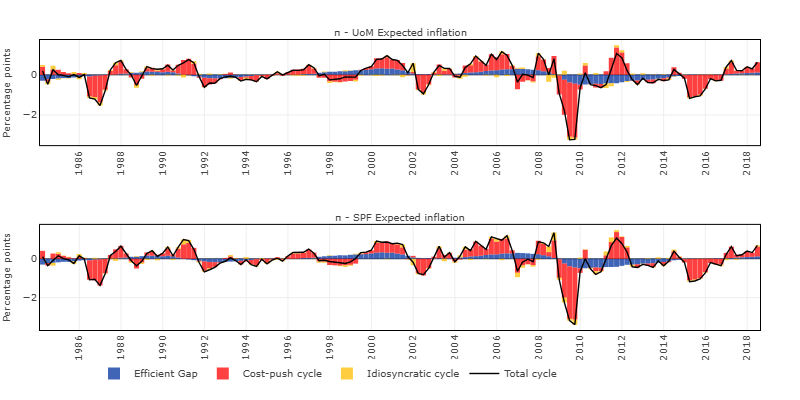 π - UoM Expected inflation
Percentage points
0
−2
1986 1988 1990 1992 1994 1996 1998 2000 2002 2004 2006 2008 2010 2012 2014 2016 2018
π - SPF Expected inflation
Percentage points
0
−2
1986 1988 1990 1992 1994 1996 1998 2000 2002 2004 2006 2008 2010 2012 2014 2016 2018
Efficient Gap Cost-push cycle Idiosyncratic cycle Total cycle